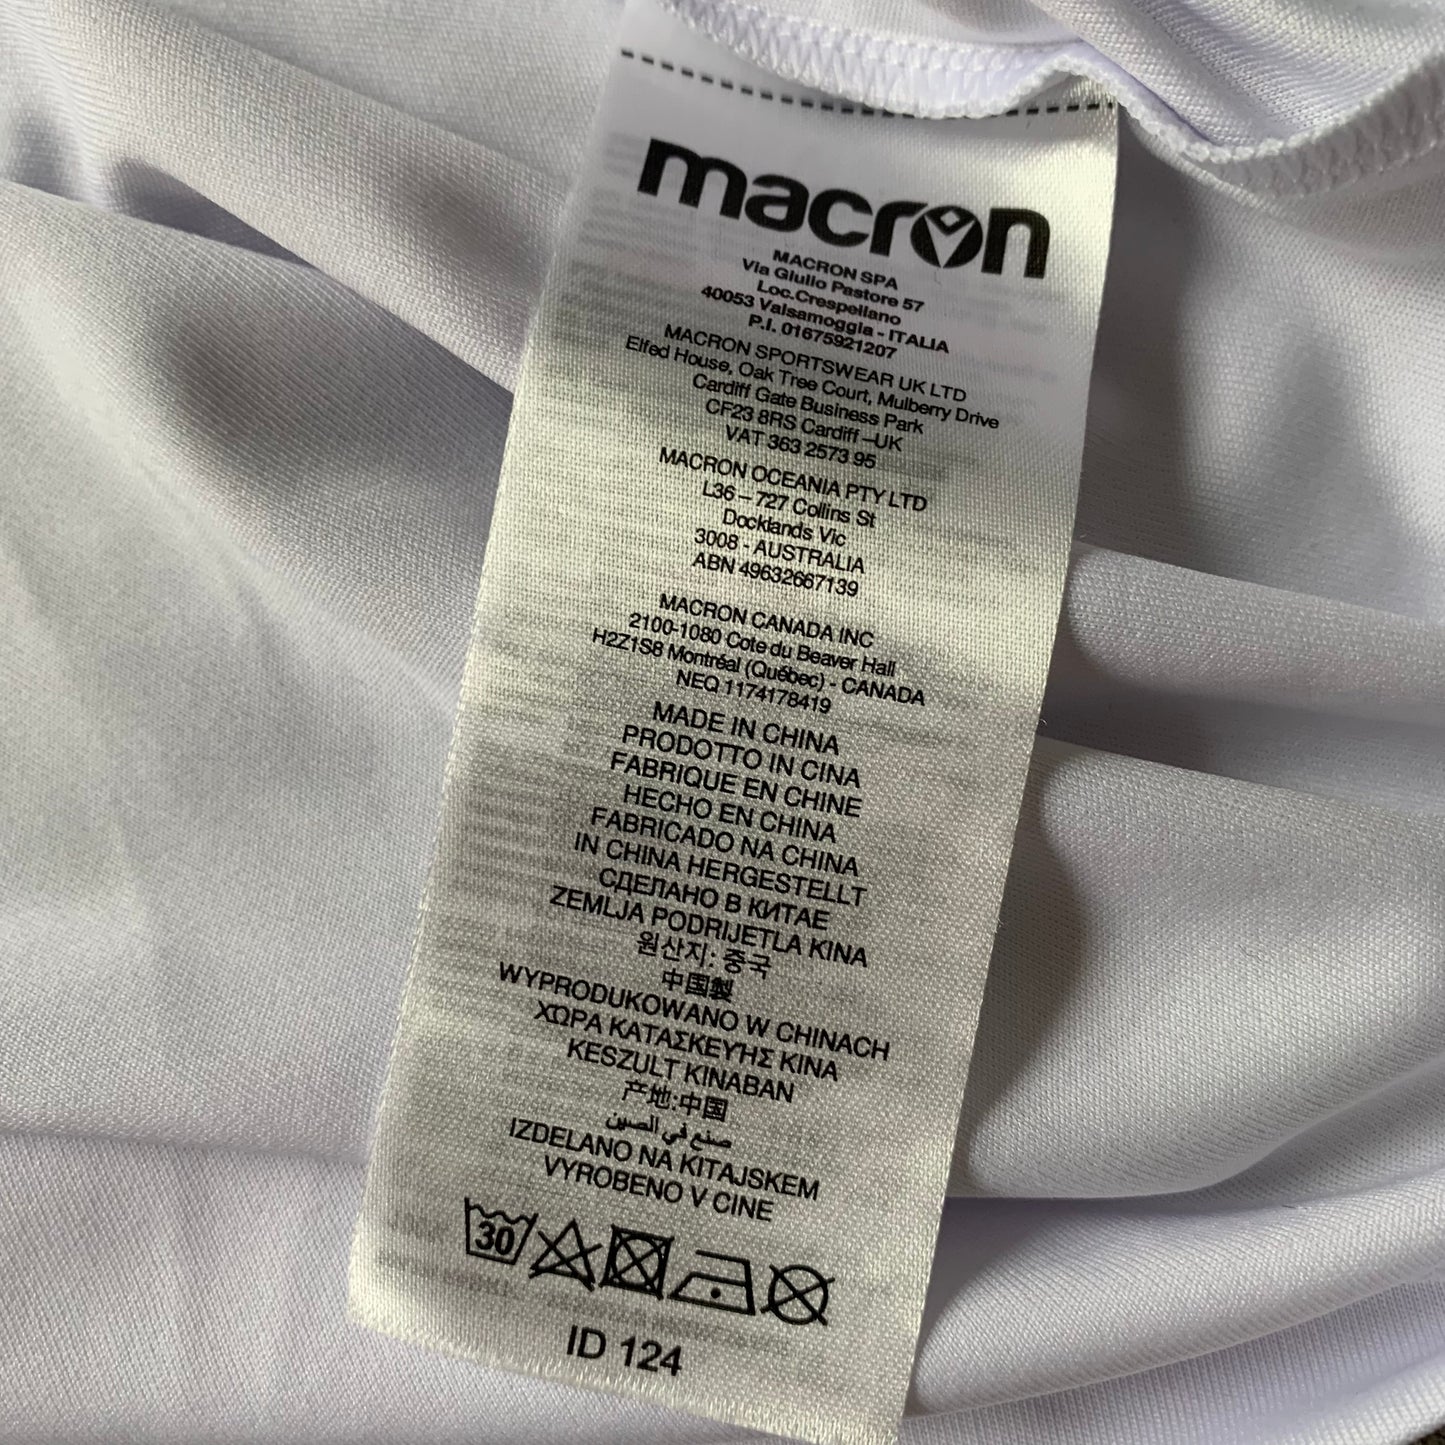 macron
MACRON SPA
Via Giulio Pastore 57
Loc.Crespellano
40053 Valsamoggia - ITALIA
P.I. 01675921207
MACRON SPORTSWEAR UK LTD
Elfed House, Oak Tree Court, Mulberry Drive
Cardiff Gate Business Park
CF23 8RS Cardiff –UK
VAT 363 2573 95
MACRON OCEANIA PTY LTD
L36 – 727 Collins St
Docklands Vic
3008 - AUSTRALIA
ABN 49632667139
MACRON CANADA INC
2100-1080 Cote du Beaver Hall
H2Z1S8 Montréal (Québec) - CANADA
NEQ 1174178419
MADE IN CHINA
PRODOTTO IN CINA
FABRIQUE EN CHINE
HECHO EN CHINA
FABRICADO NA CHINA
IN CHINA HERGESTELLT
СДЕЛАНО В КИТАЕ
ZEMLJA PODRIJETLA KINA
원산지: 중국
中国製
WYPRODUKOWANO W CHINACH
ΧΩΡΑ ΚΑΤΑΣΚΕΥΉΣ ΚΙΝΑ
KESZULT KINABAN
产地:中国
صنع في الصين
IZDELANO NA KITAJSKEM
VYROBENO V CINE
30
ID 124